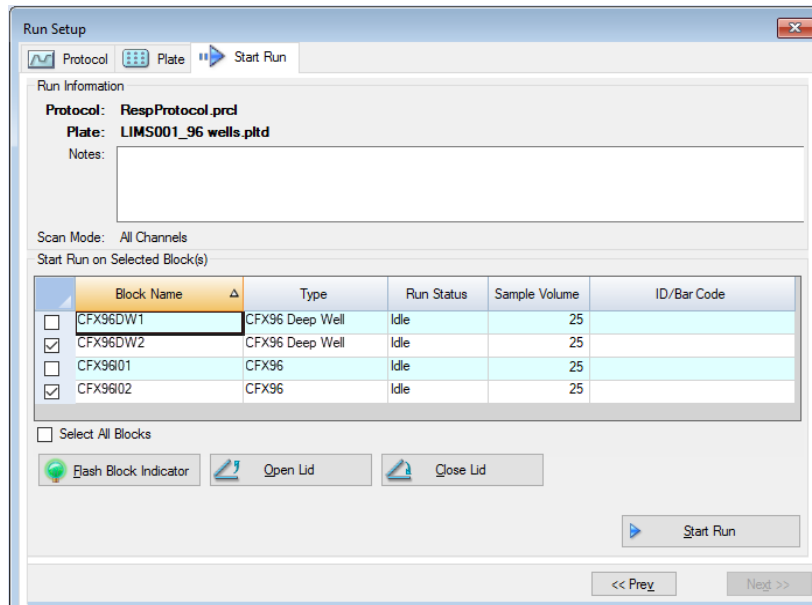 Run Setup
Protocol Plate Start Run
Run Information
Protocol: RespProtocol.prcl
Plate: LIMS001_96 wells.pltd
Notes:
Scan Mode: All Channels
Start Run on Selected Block(s)
Block Name Type Run Status Sample Volume ID/Bar Code
CFX96DW1 CFX96 Deep Well Idle 25
CFX96DW2 CFX96 Deep Well Idle 25
CFX96I01 CFX96 Idle 25
CFX96I02 CFX96 Idle 25
Select All Blocks
Flash Block Indicator Open Lid Close Lid
Start Run
<< Prev Next >>